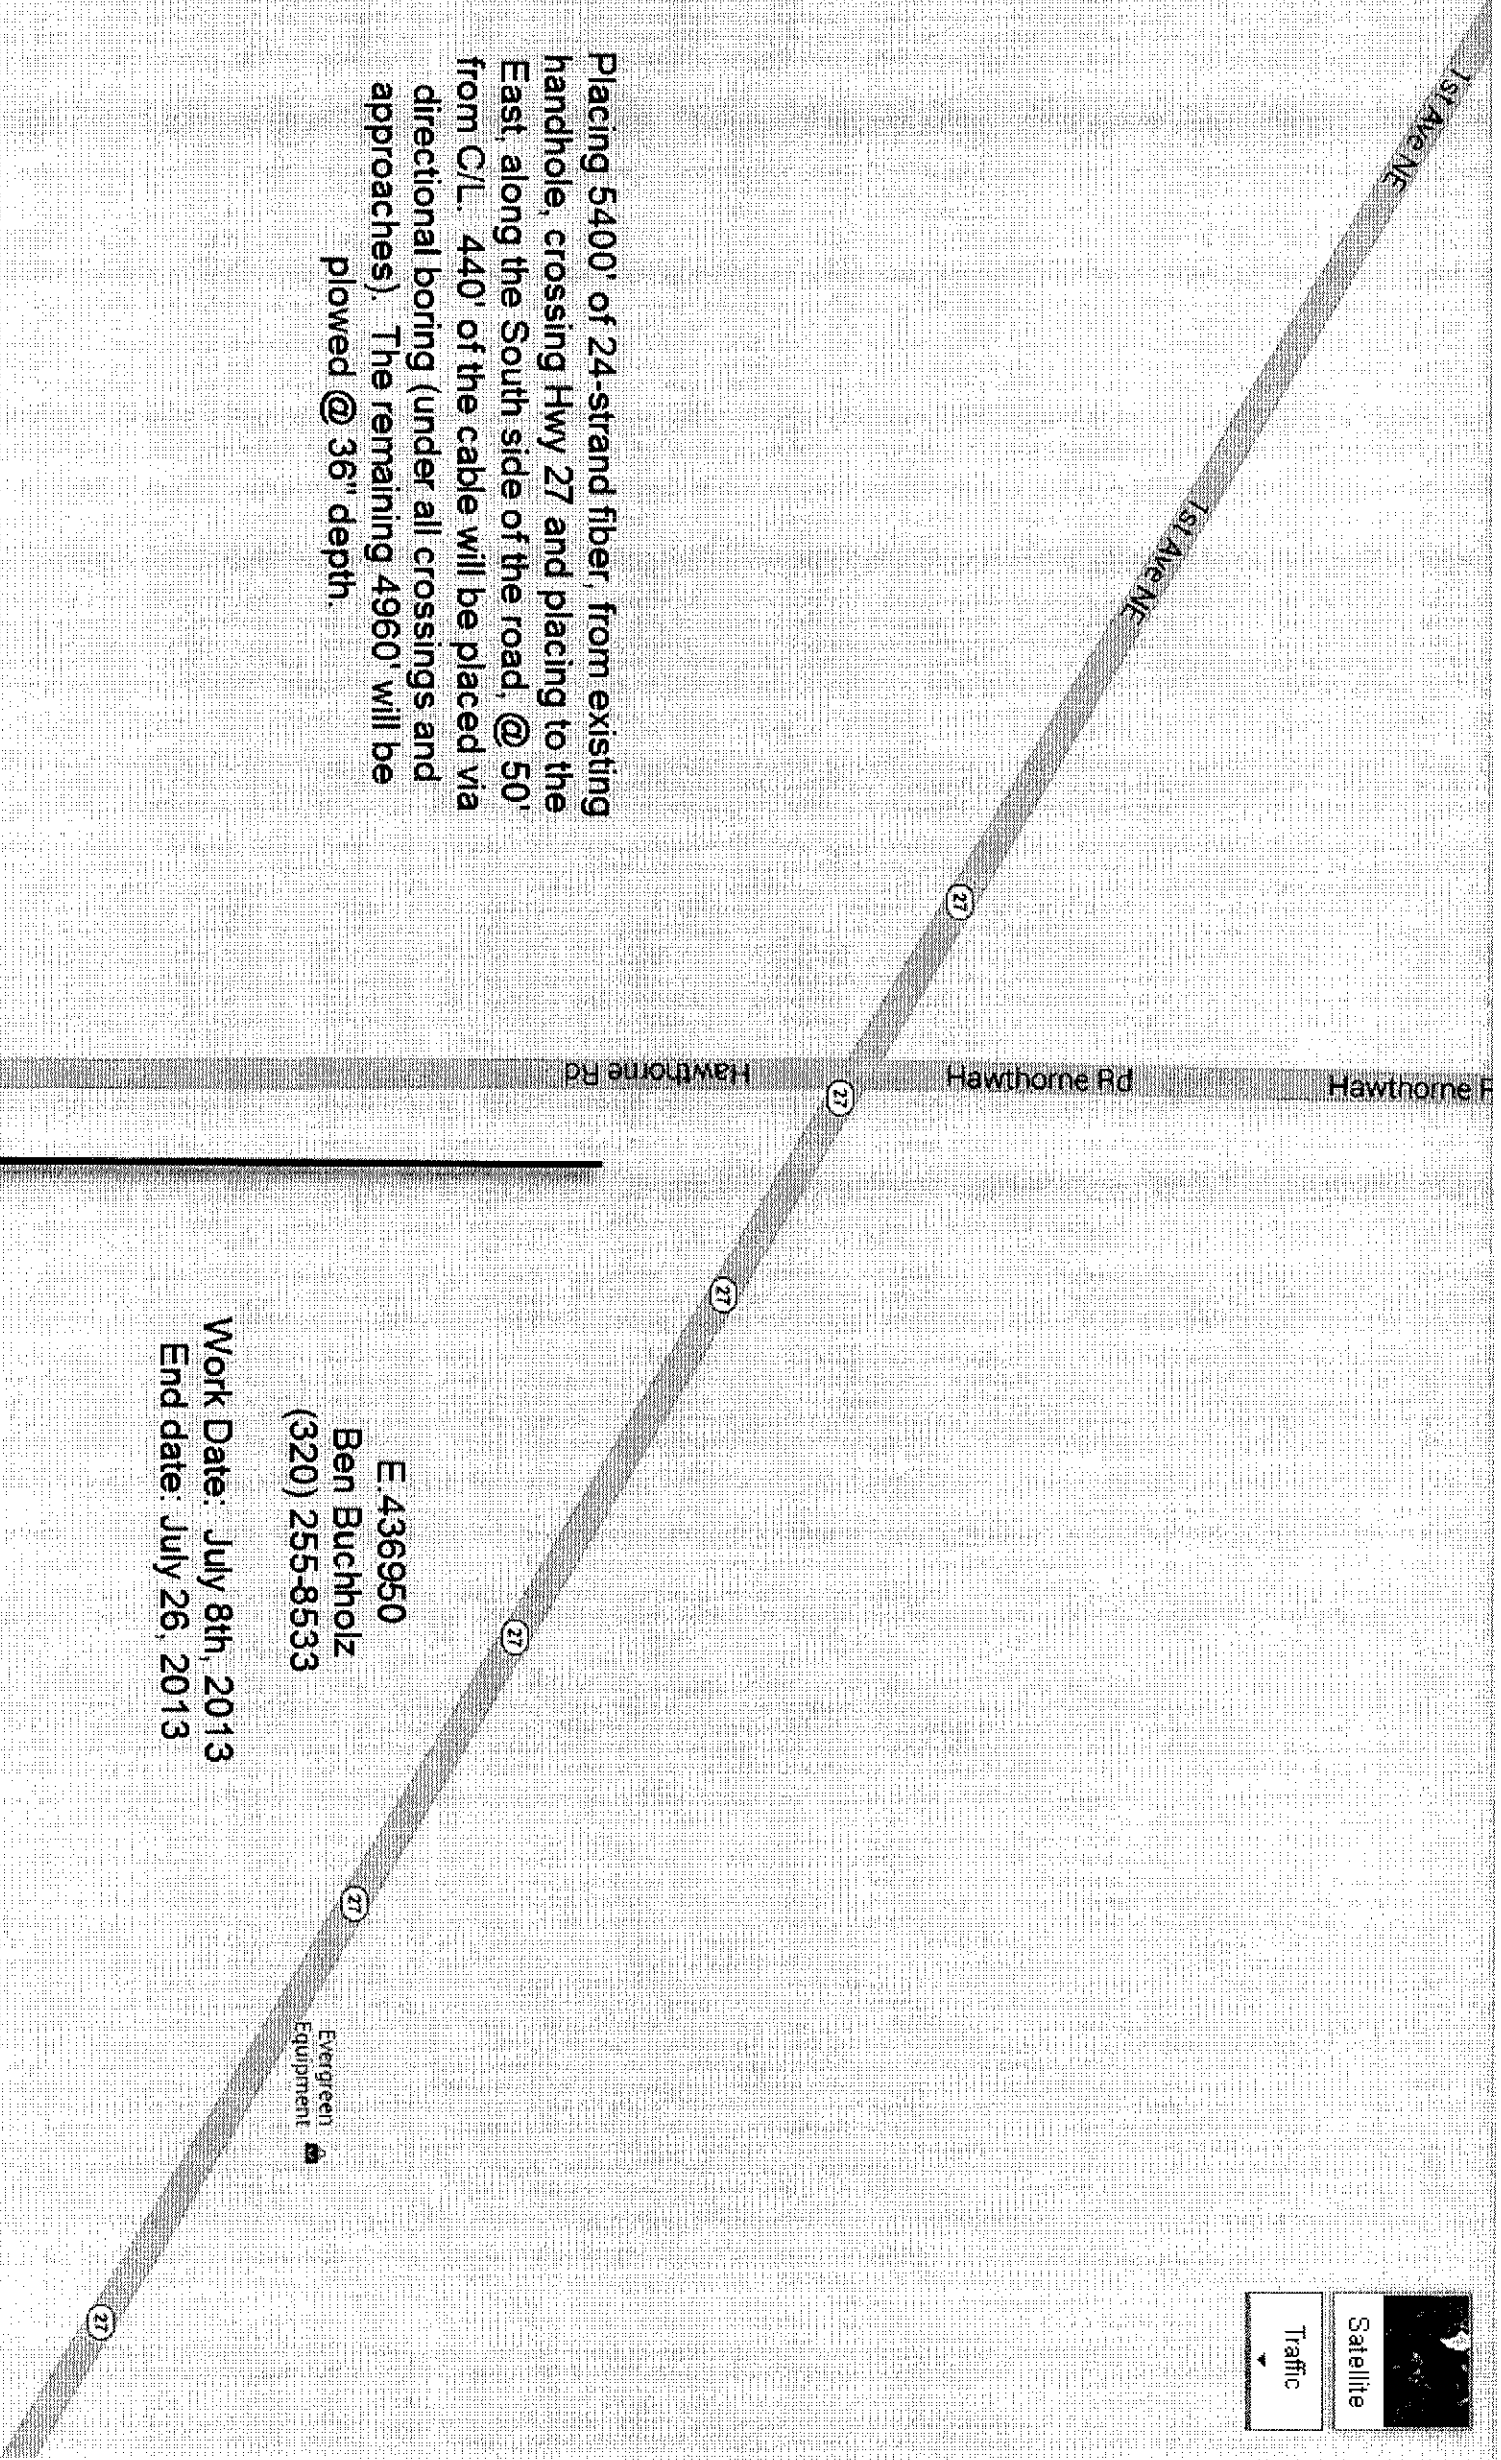 1st Ave NE
1st Ave NE
27
27
27
27
27
27
Hawthorne Rd
Hawthorne Rd
Hawthorne R
Satellite
Traffic
Evergreen
Equipment
Placing 5400' of 24-strand fiber, from existing
handhole, crossing Hwy 27 and placing to the
East, along the South side of the road, @ 50'
from C/L. 440' of the cable will be placed via
directional boring (under all crossings and
approaches). The remaining 4960' will be
plowed @ 36" depth.
E.436950
Ben Buchholz
(320) 255-8533
Work Date: July 8th, 2013
End date: July 26, 2013